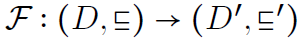 ℱ : (D, ⊑) → (D′, ⊑′)